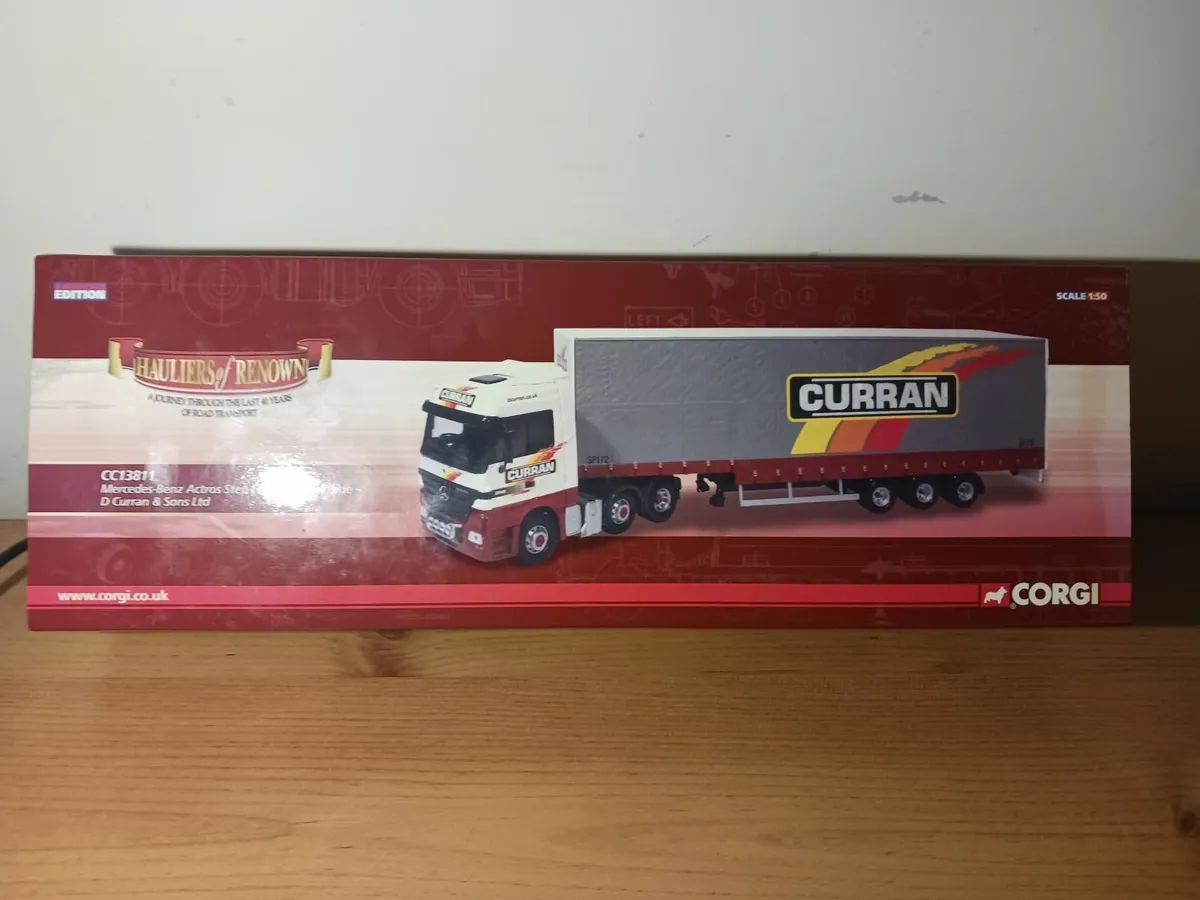 EDITION
SCALE 1:50
LEFT
HAULIERS of RENOWN
A JOURNEY THROUGH THE LAST 40 YEARS
OF ROAD TRANSPORT
CURRAN
CURRAN
CURRAN
CC13811
Mercedes-Benz Actros
D Curran & Sons Ltd
www.corgi.co.uk
CORGI